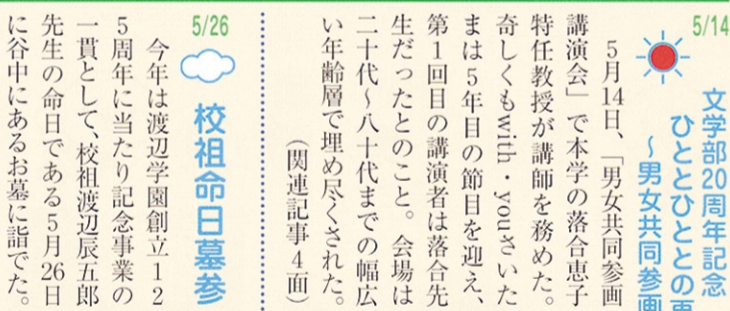 5/14
文学部20周年記念
ひととひととの
~男女共同参画
5月14日、「男女共同参画
講演会」で本学の落合恵子
特任教授が講師を務めた。
奇しくもwith・youさいた
まは5年目の節目を迎え、
第1回目の講演者は落合先
生だったとのこと。会場は
二十代~八十代までの幅広
い年齢層で埋め尽くされた。
(関連記事4面)
5/26
校祖命日墓参
今年は渡辺学園創立12
5周年に当たり記念事業の
一貫として、校祖渡辺辰五郎
先生の命日である5月26日
に谷中にあるお墓に詣でた。